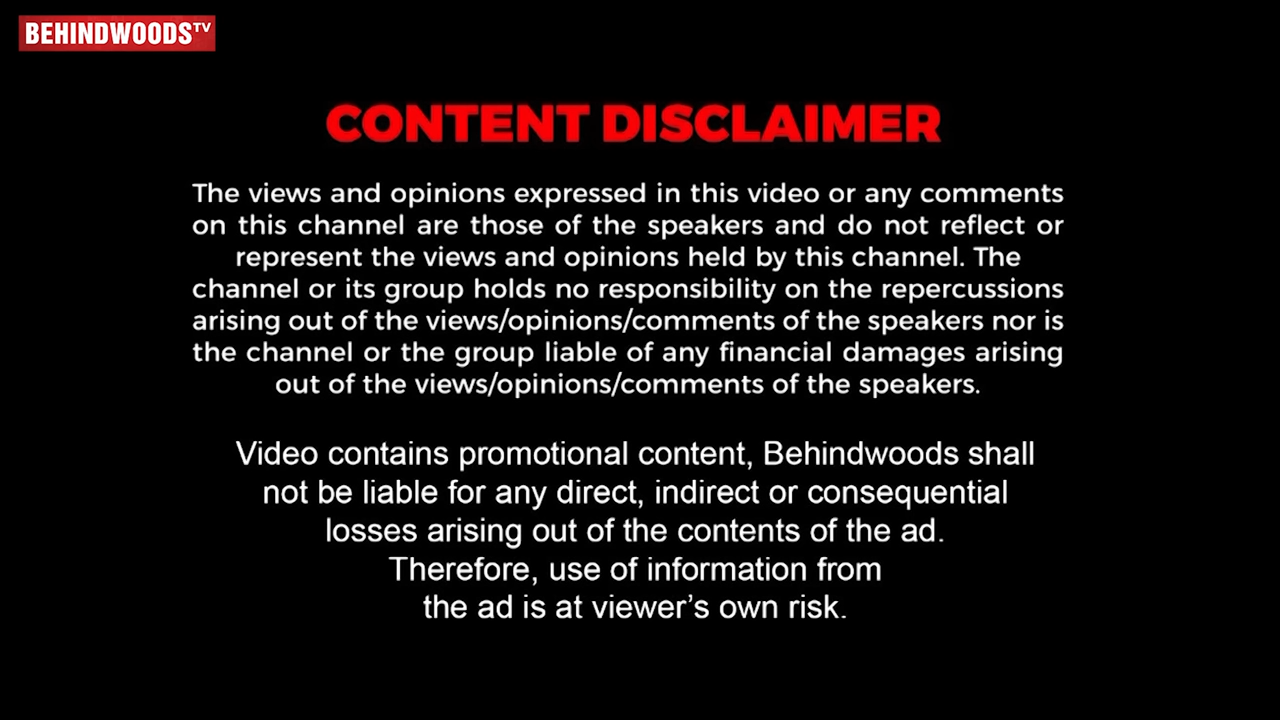 BEHINDWOODS TV
CONTENT DISCLAIMER
The views and opinions expressed in this video or any comments
on this channel are those of the speakers and do not reflect or
represent the views and opinions held by this channel. The
channel or its group holds no responsibility on the repercussions
arising out of the views/opinions/comments of the speakers nor is
the channel or the group liable of any financial damages arising
out of the views/opinions/comments of the speakers.
Video contains promotional content, Behindwoods shall
not be liable for any direct, indirect or consequential
losses arising out of the contents of the ad.
Therefore, use of information from
the ad is at viewer’s own risk.